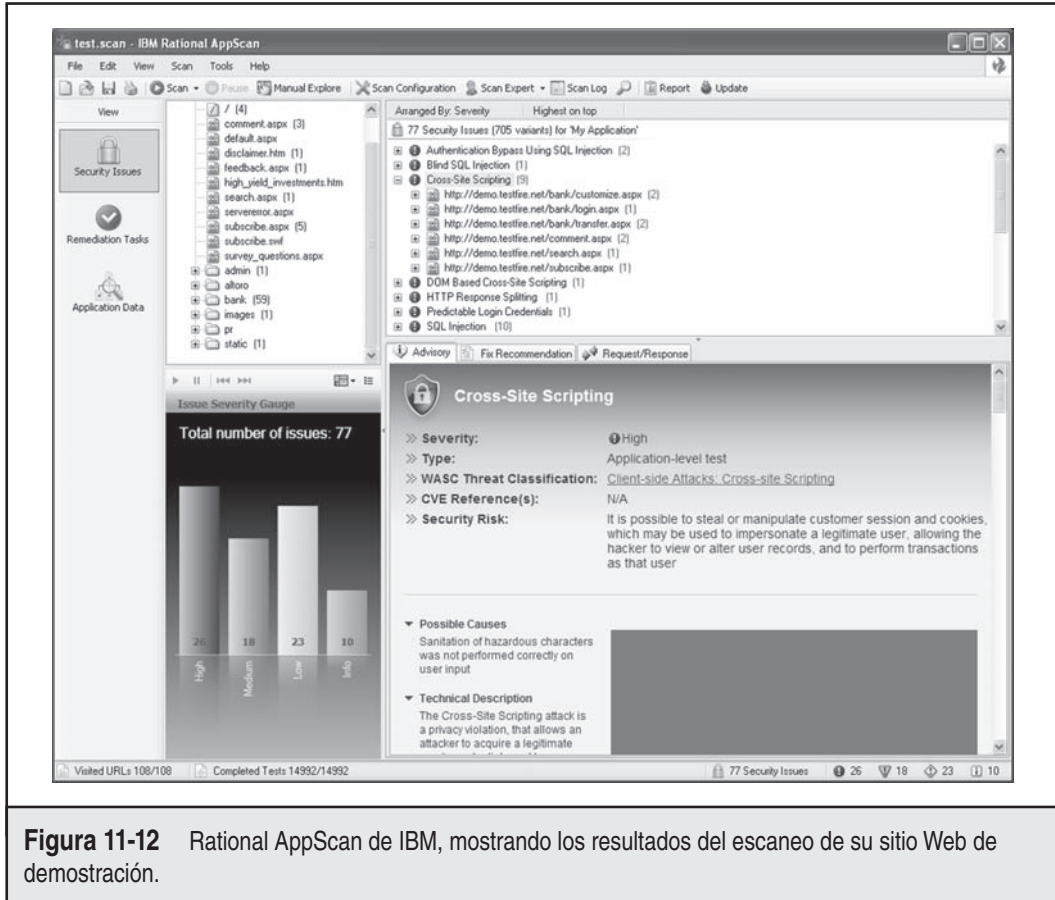 test.scan - IBM Rational AppScan
File Edit View Scan Tools Help
Scan Pause Manual Explore Scan Configuration Scan Expert Scan Log Report Update
View
Security Issues
Remediation Tasks
Application Data
/ (4)
comment.aspx (3)
default.aspx
disclaimer.htm (1)
feedback.aspx (1)
high_yield_investments.htm
search.aspx (1)
servererror.aspx
subscribe.aspx (5)
subscribe.swf
survey_questions.aspx
admin (1)
altoro
bank (59)
images (1)
pr
static (1)
Arranged By: Severity Highest on top
77 Security Issues (705 variants) for 'My Application'
Authentication Bypass Using SQL Injection (2)
Blind SQL Injection (1)
Cross-Site Scripting (9)
http://demo.testfire.net/bank/customize.aspx (2)
http://demo.testfire.net/bank/login.aspx (1)
http://demo.testfire.net/bank/transfer.aspx (2)
http://demo.testfire.net/comment.aspx (2)
http://demo.testfire.net/search.aspx (1)
http://demo.testfire.net/subscribe.aspx (1)
DOM Based Cross-Site Scripting (1)
HTTP Response Splitting (1)
Predictable Login Credentials (1)
SQL Injection (10)
Issue Severity Gauge
Total number of issues: 77
26 18 23 10
High Medium Low Info
Advisory Fix Recommendation Request/Response
Cross-Site Scripting
» Severity: High
» Type: Application-level test
» WASC Threat Classification: Client-side Attacks: Cross-site Scripting
» CVE Reference(s): N/A
» Security Risk: It is possible to steal or manipulate customer session and cookies,
which may be used to impersonate a legitimate user, allowing the
hacker to view or alter user records, and to perform transactions
as that user
Possible Causes
Sanitation of hazardous characters
was not performed correctly on
user input
Technical Description
The Cross-Site Scripting attack is
a privacy violation, that allows an
attacker to acquire a legitimate
Visited URLs 108/108 Completed Tests 14992/14992 77 Security Issues 26 18 23 10
Figura 11-12 Rational AppScan de IBM, mostrando los resultados del escaneo de su sitio Web de
demostración.